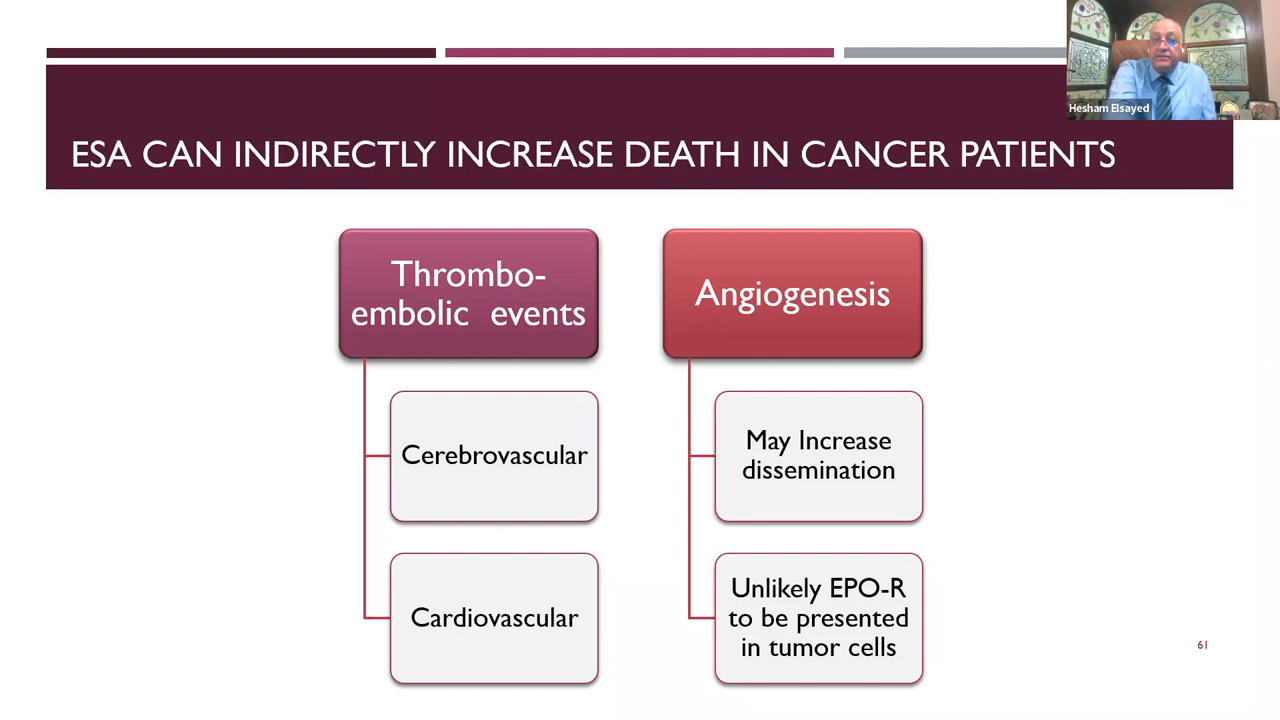 Hesham Elsayed
ESA CAN INDIRECTLY INCREASE DEATH IN CANCER PATIENTS
Thrombo-
embolic events
Cerebrovascular
Cardiovascular
Angiogenesis
May Increase
dissemination
Unlikely EPO-R
to be presented
in tumor cells
61